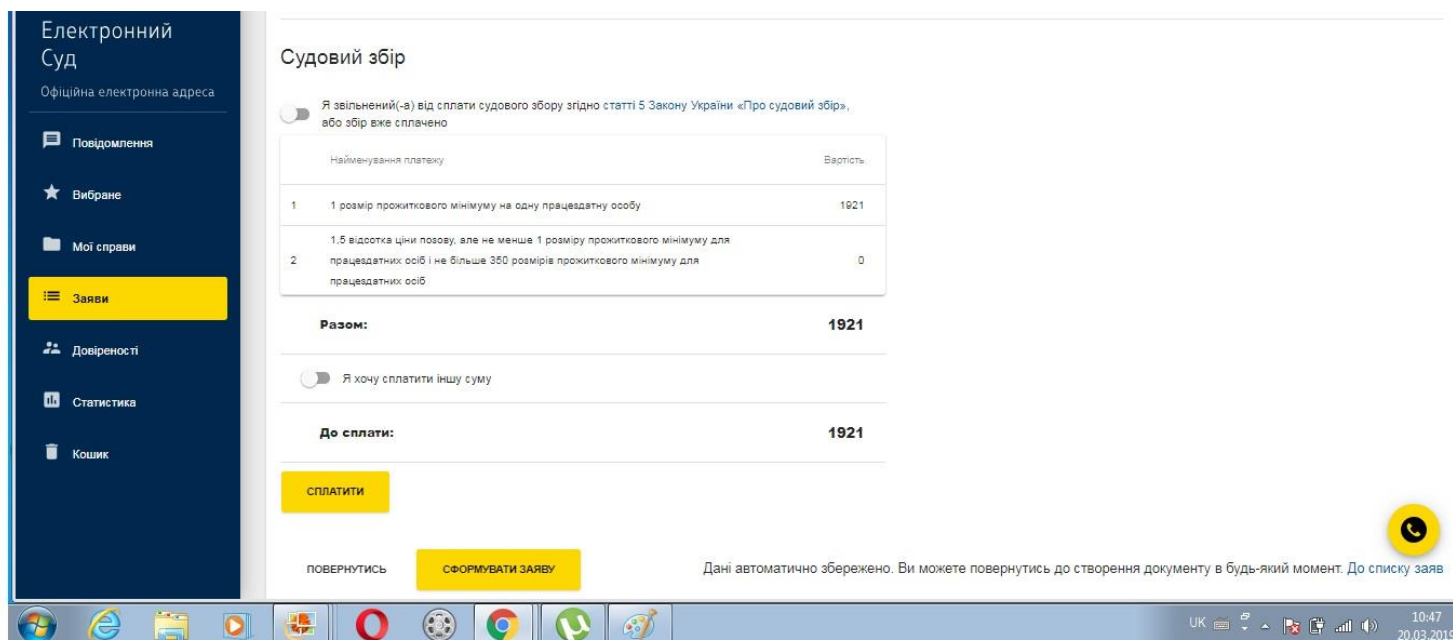 Електронний
Суд
Офіційна електронна адреса
Повідомлення
Вибране
Мої справи
Заяви
Довіреності
Статистика
Кошик
Судовий збір
Я звільнений(-а) від сплати судового збору згідно статті 5 Закону України «Про судовий збір»,
або збір вже сплачено
Найменування платежу Вартість
1 1 розмір прожиткового мінімуму на одну працездатну особу 1921
1,5 відсотка ціни позову, але не менше 1 розміру прожиткового мінімуму для
2 працездатних осіб і не більше 350 розмірів прожиткового мінімуму для 0
працездатних осіб
Разом: 1921
Я хочу сплатити іншу суму
До сплати: 1921
СПЛАТИТИ
ПОВЕРНУТИСЬ СФОРМУВАТИ ЗАЯВУ Дані автоматично збережено. Ви можете повернутись до створення документу в будь-який момент. До списку заяв
UK 10:47
20.03.2019